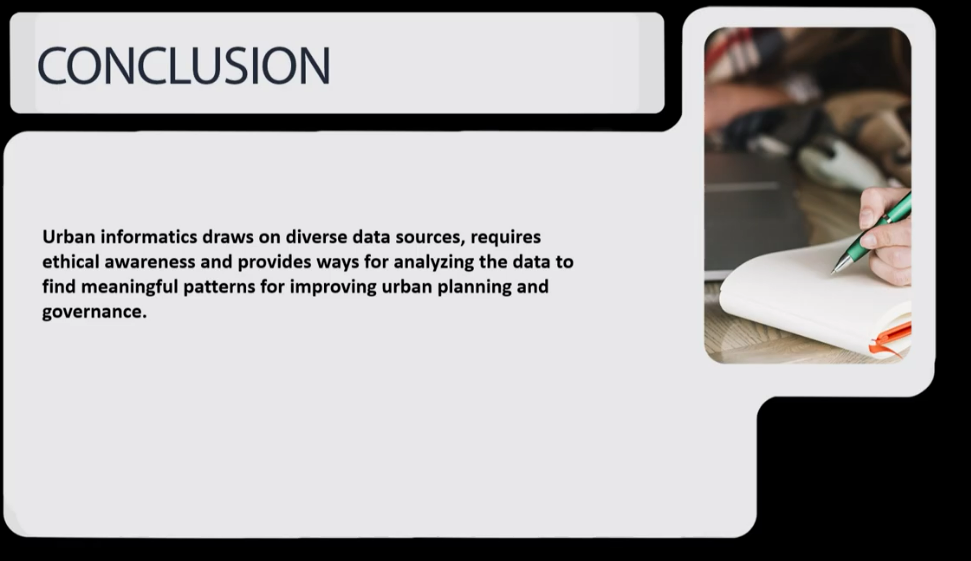 CONCLUSION
Urban informatics draws on diverse data sources, requires
ethical awareness and provides ways for analyzing the data to
find meaningful patterns for improving urban planning and
governance.